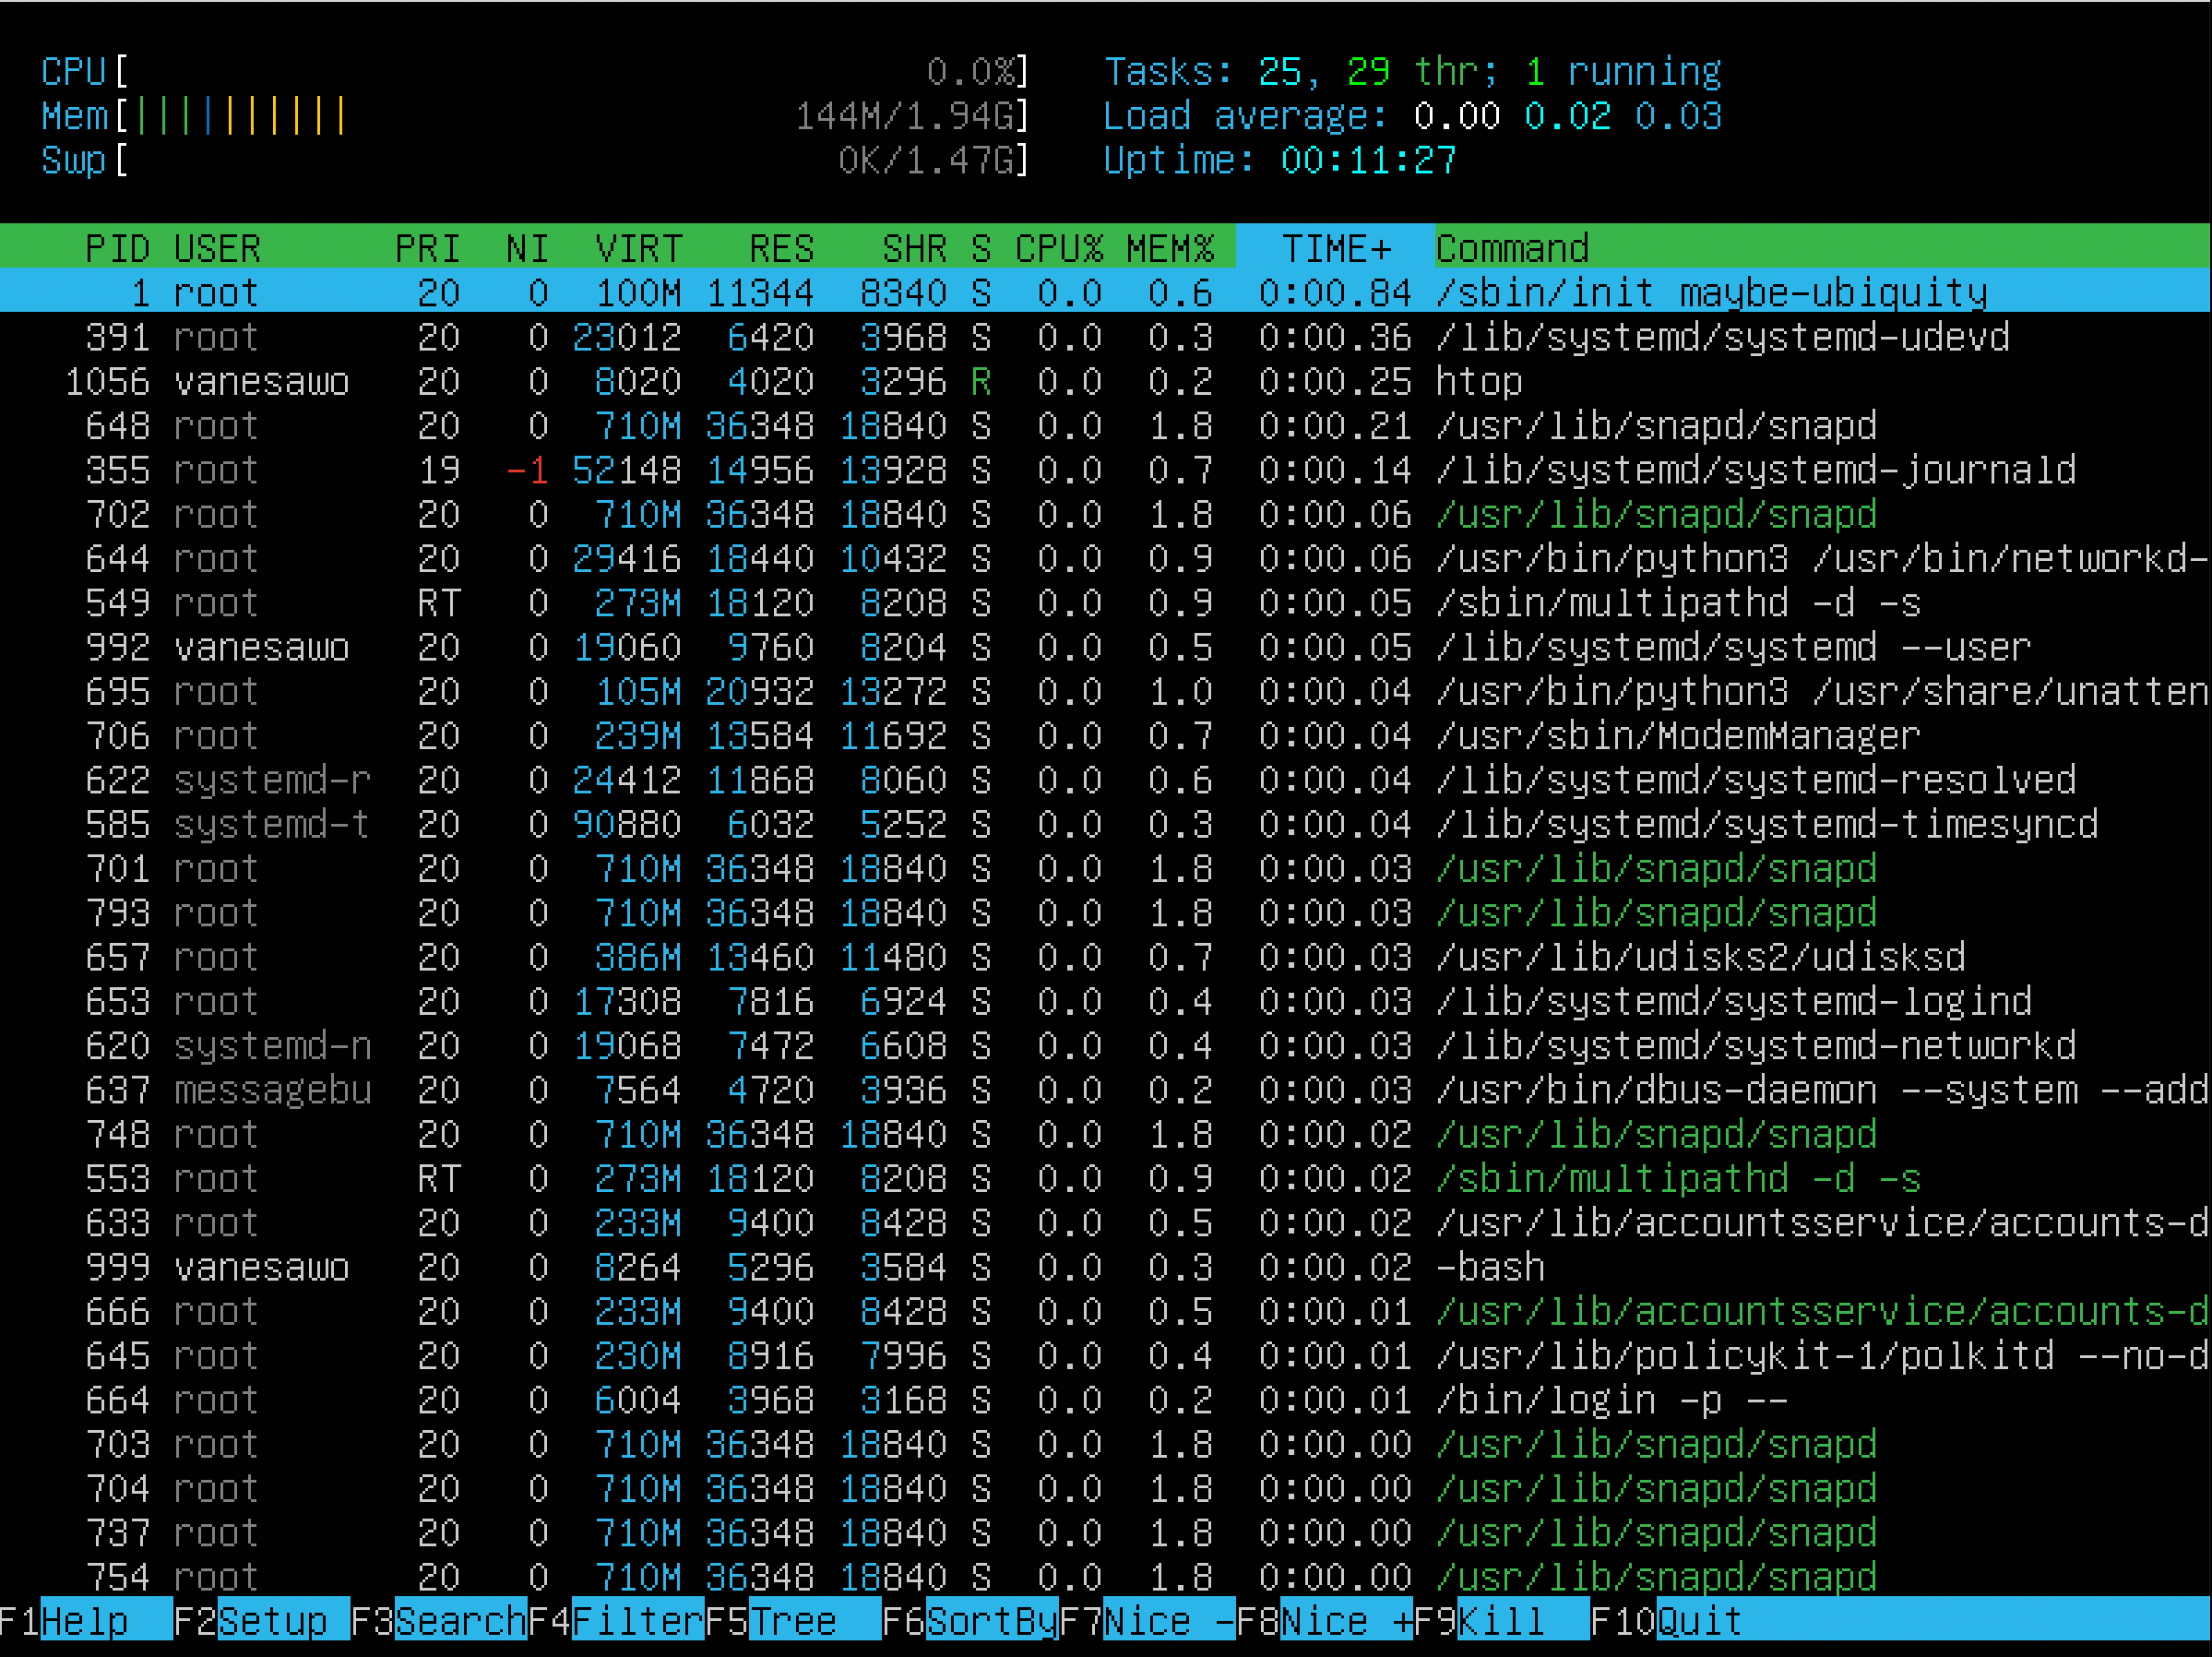 CPU[ 0.0%] Tasks: 25, 29 thr; 1 running
Mem[|||||||||| 144M/1.94G] Load average: 0.00 0.02 0.03
Swp[ 0K/1.47G] Uptime: 00:11:27
PID USER PRI NI VIRT RES SHR S CPU% MEM% TIME+ Command
1 root 20 0 100M 11344 8340 S 0.0 0.6 0:00.84 /sbin/init maybe-ubiquity
391 root 20 0 23012 6420 3968 S 0.0 0.3 0:00.36 /lib/systemd/systemd-udevd
1056 vanesawo 20 0 8020 4020 3296 R 0.0 0.2 0:00.25 htop
648 root 20 0 710M 36348 18840 S 0.0 1.8 0:00.21 /usr/lib/snapd/snapd
355 root 19 -1 52148 14956 13928 S 0.0 0.7 0:00.14 /lib/systemd/systemd-journald
702 root 20 0 710M 36348 18840 S 0.0 1.8 0:00.06 /usr/lib/snapd/snapd
644 root 20 0 29416 18440 10432 S 0.0 0.9 0:00.06 /usr/bin/python3 /usr/bin/networkd-
549 root RT 0 273M 18120 8208 S 0.0 0.9 0:00.05 /sbin/multipathd -d -s
992 vanesawo 20 0 19060 9760 8204 S 0.0 0.5 0:00.05 /lib/systemd/systemd --user
695 root 20 0 105M 20932 13272 S 0.0 1.0 0:00.04 /usr/bin/python3 /usr/share/unatten
706 root 20 0 239M 13584 11692 S 0.0 0.7 0:00.04 /usr/sbin/ModemManager
622 systemd-r 20 0 24412 11868 8060 S 0.0 0.6 0:00.04 /lib/systemd/systemd-resolved
585 systemd-t 20 0 90880 6032 5252 S 0.0 0.3 0:00.04 /lib/systemd/systemd-timesyncd
701 root 20 0 710M 36348 18840 S 0.0 1.8 0:00.03 /usr/lib/snapd/snapd
793 root 20 0 710M 36348 18840 S 0.0 1.8 0:00.03 /usr/lib/snapd/snapd
657 root 20 0 386M 13460 11480 S 0.0 0.7 0:00.03 /usr/lib/udisks2/udisksd
653 root 20 0 17308 7816 6924 S 0.0 0.4 0:00.03 /lib/systemd/systemd-logind
620 systemd-n 20 0 19068 7472 6608 S 0.0 0.4 0:00.03 /lib/systemd/systemd-networkd
637 messagebu 20 0 7564 4720 3936 S 0.0 0.2 0:00.03 /usr/bin/dbus-daemon --system --add
748 root 20 0 710M 36348 18840 S 0.0 1.8 0:00.02 /usr/lib/snapd/snapd
553 root RT 0 273M 18120 8208 S 0.0 0.9 0:00.02 /sbin/multipathd -d -s
633 root 20 0 233M 9400 8428 S 0.0 0.5 0:00.02 /usr/lib/accountsservice/accounts-d
999 vanesawo 20 0 8264 5296 3584 S 0.0 0.3 0:00.02 -bash
666 root 20 0 233M 9400 8428 S 0.0 0.5 0:00.01 /usr/lib/accountsservice/accounts-d
645 root 20 0 230M 8916 7996 S 0.0 0.4 0:00.01 /usr/lib/policykit-1/polkitd --no-d
664 root 20 0 6004 3968 3168 S 0.0 0.2 0:00.01 /bin/login -p --
703 root 20 0 710M 36348 18840 S 0.0 1.8 0:00.00 /usr/lib/snapd/snapd
704 root 20 0 710M 36348 18840 S 0.0 1.8 0:00.00 /usr/lib/snapd/snapd
737 root 20 0 710M 36348 18840 S 0.0 1.8 0:00.00 /usr/lib/snapd/snapd
754 root 20 0 710M 36348 18840 S 0.0 1.8 0:00.00 /usr/lib/snapd/snapd
F1Help F2Setup F3SearchF4FilterF5Tree F6SortByF7Nice -F8Nice +F9Kill F10Quit